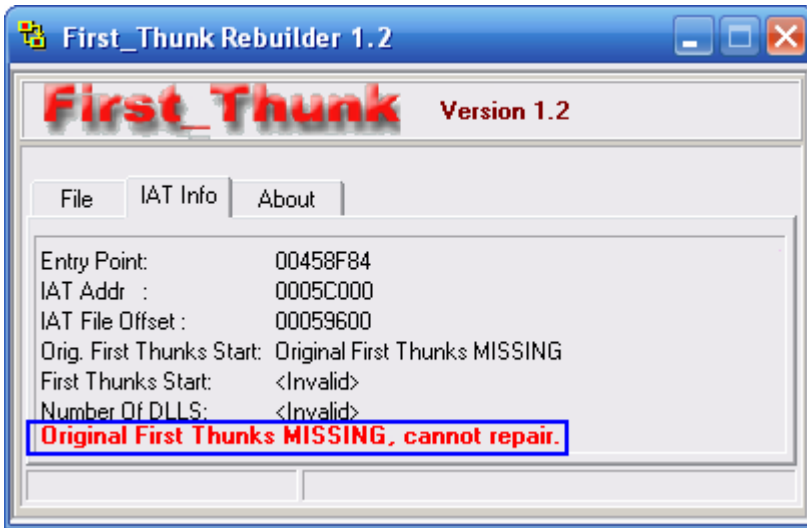 First_Thunk Rebuilder 1.2
First_Thunk Version 1.2
File IAT Info About
Entry Point: 00458F84
IAT Addr : 0005C000
IAT File Offset : 00059600
Orig. First Thunks Start: Original First Thunks MISSING
First Thunks Start: <Invalid>
Number Of DLLS: <Invalid>
Original First Thunks MISSING, cannot repair.